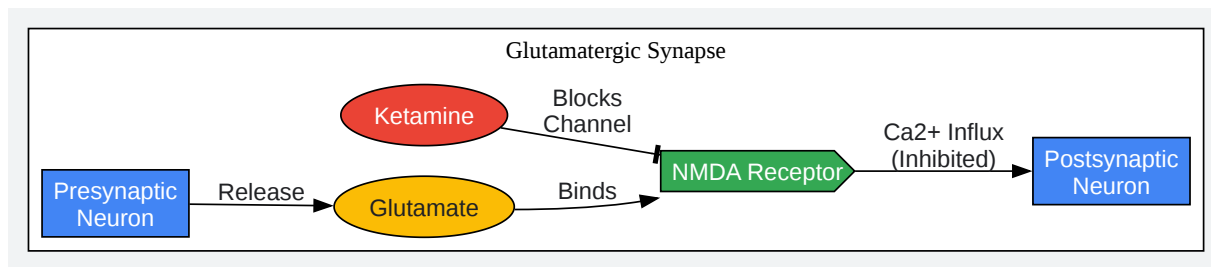 Glutamatergic Synapse
Ketamine
Blocks
Channel
Presynaptic
Neuron
Release
Glutamate
Binds
NMDA Receptor
Ca2+ Influx
(Inhibited)
Postsynaptic
Neuron